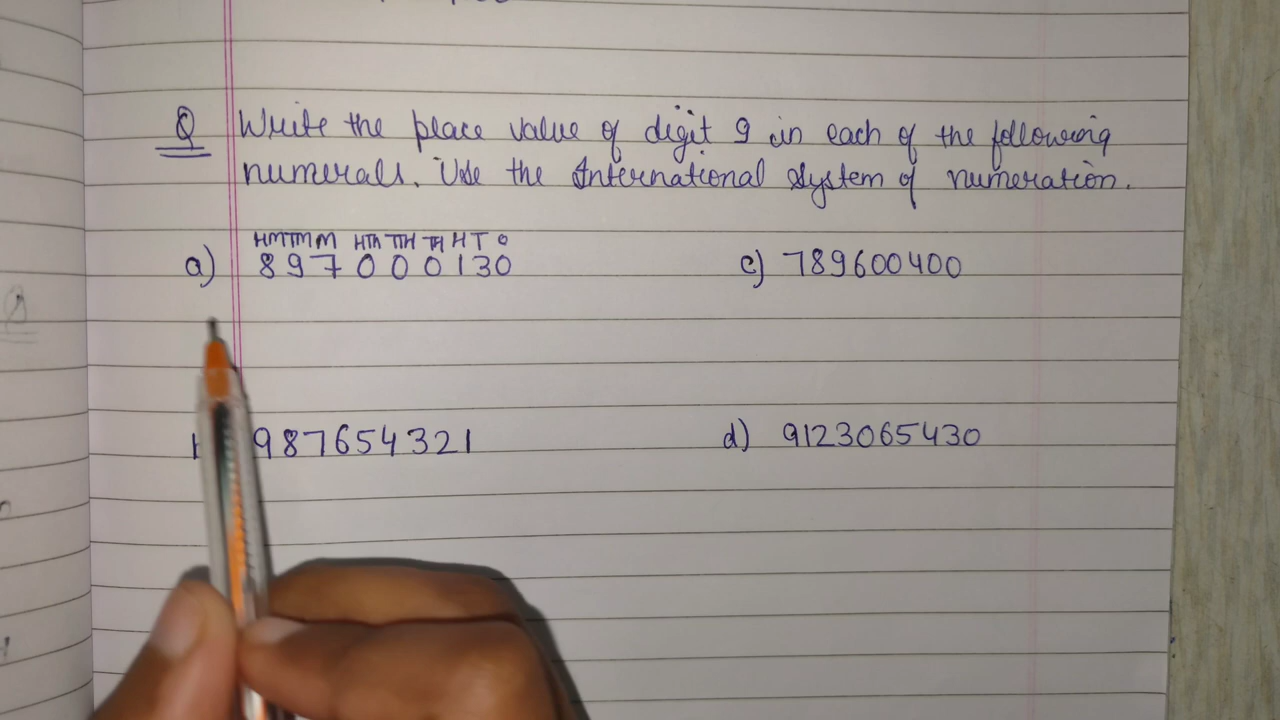 Q Write the place value of digit 9 in each of the following
numerals. Use the International System of numeration.
HM TM M HTh TTH TH H T O
a) 897000130 c) 789600400
987654321 d) 9123065430